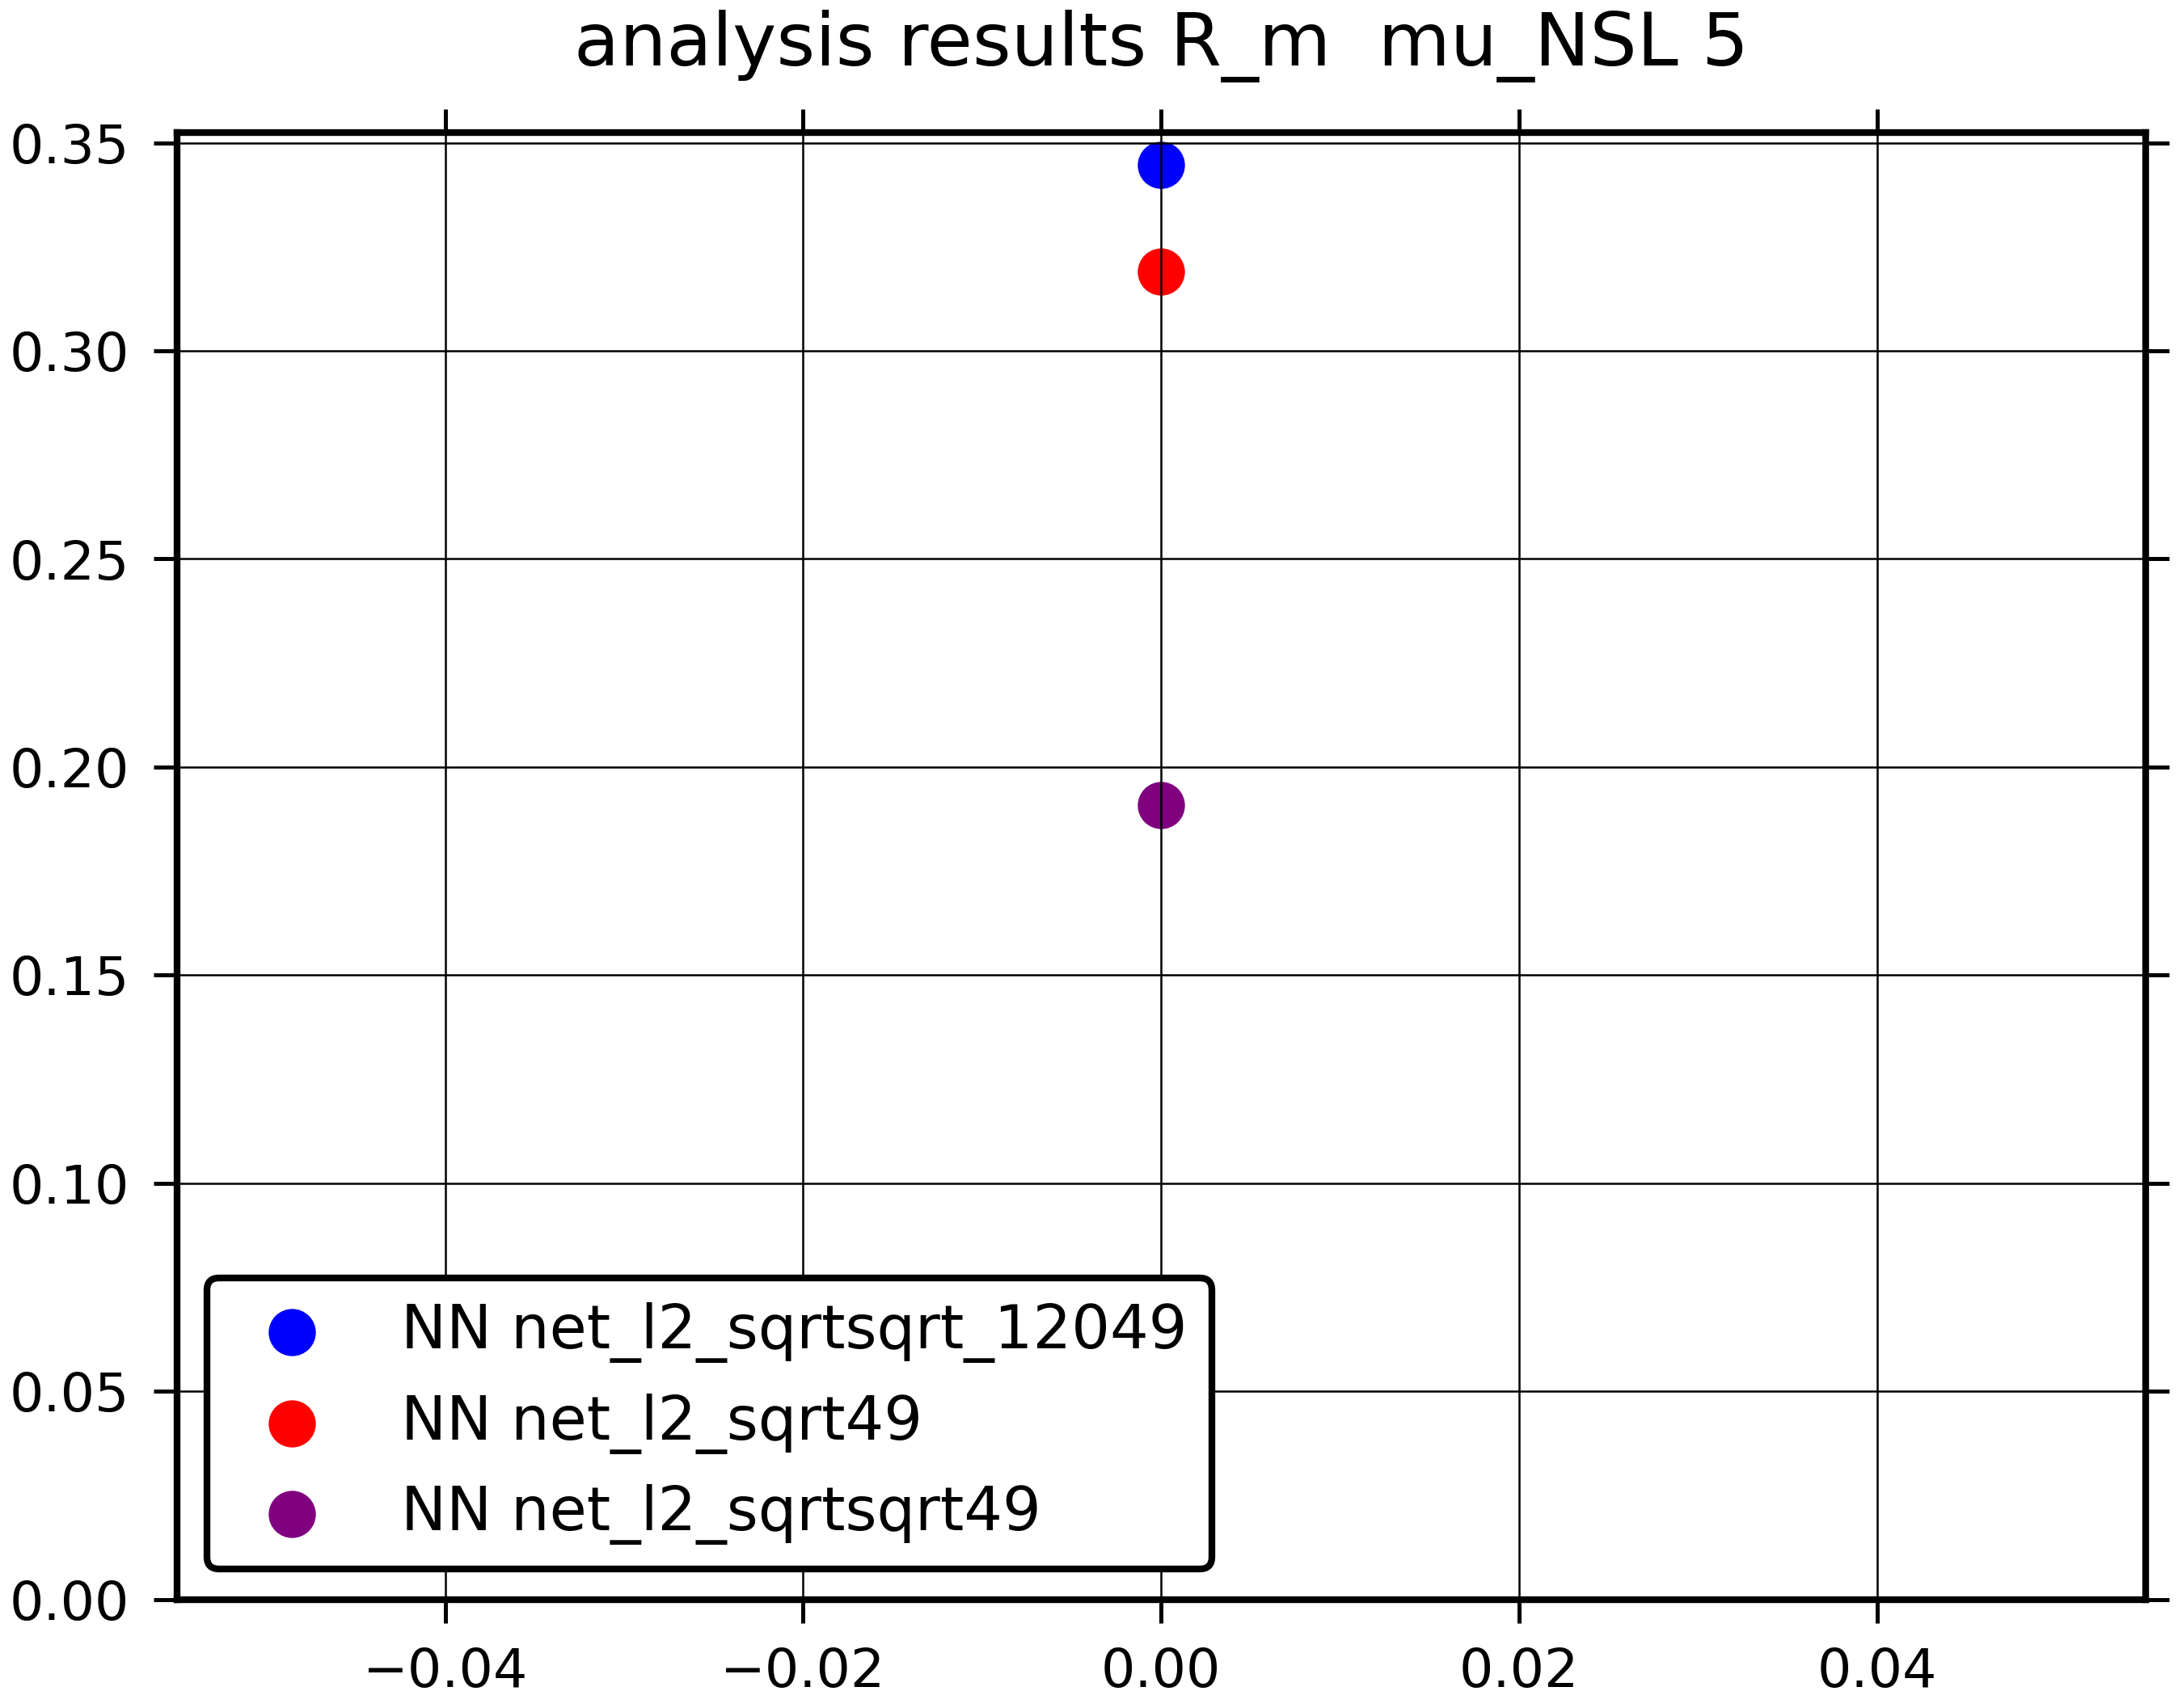 analysis results R_m  mu_NSL 5
0.35
0.30
0.25
0.20
0.15
0.10
0.05
0.00
NN net_l2_sqrtsqrt_12049
NN net_l2_sqrt49
NN net_l2_sqrtsqrt49
−0.04 −0.02 0.00 0.02 0.04